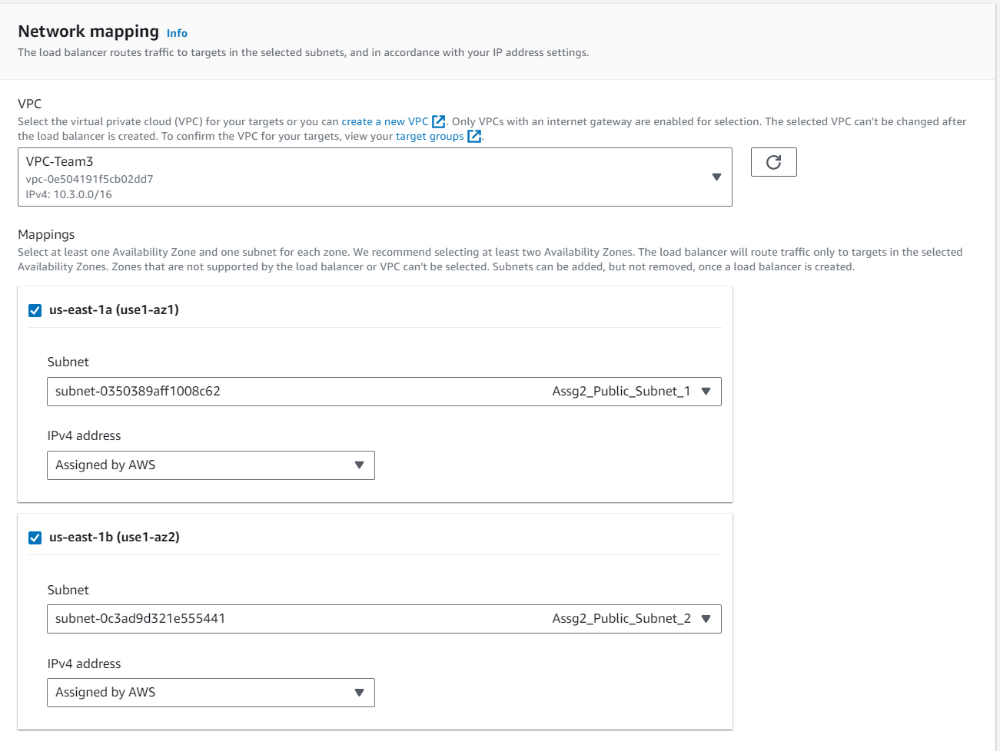 Network mapping Info
The load balancer routes traffic to targets in the selected subnets, and in accordance with your IP address settings.
VPC
Select the virtual private cloud (VPC) for your targets or you can create a new VPC . Only VPCs with an internet gateway are enabled for selection. The selected VPC can't be changed after
the load balancer is created. To confirm the VPC for your targets, view your target groups .
VPC-Team3
vpc-0e504191f5cb02dd7
IPv4: 10.3.0.0/16
Mappings
Select at least one Availability Zone and one subnet for each zone. We recommend selecting at least two Availability Zones. The load balancer will route traffic only to targets in the selected
Availability Zones. Zones that are not supported by the load balancer or VPC can't be selected. Subnets can be added, but not removed, once a load balancer is created.
us-east-1a (use1-az1)
Subnet
subnet-0350389aff1008c62 Assg2_Public_Subnet_1
IPv4 address
Assigned by AWS
us-east-1b (use1-az2)
Subnet
subnet-0c3ad9d321e555441 Assg2_Public_Subnet_2
IPv4 address
Assigned by AWS